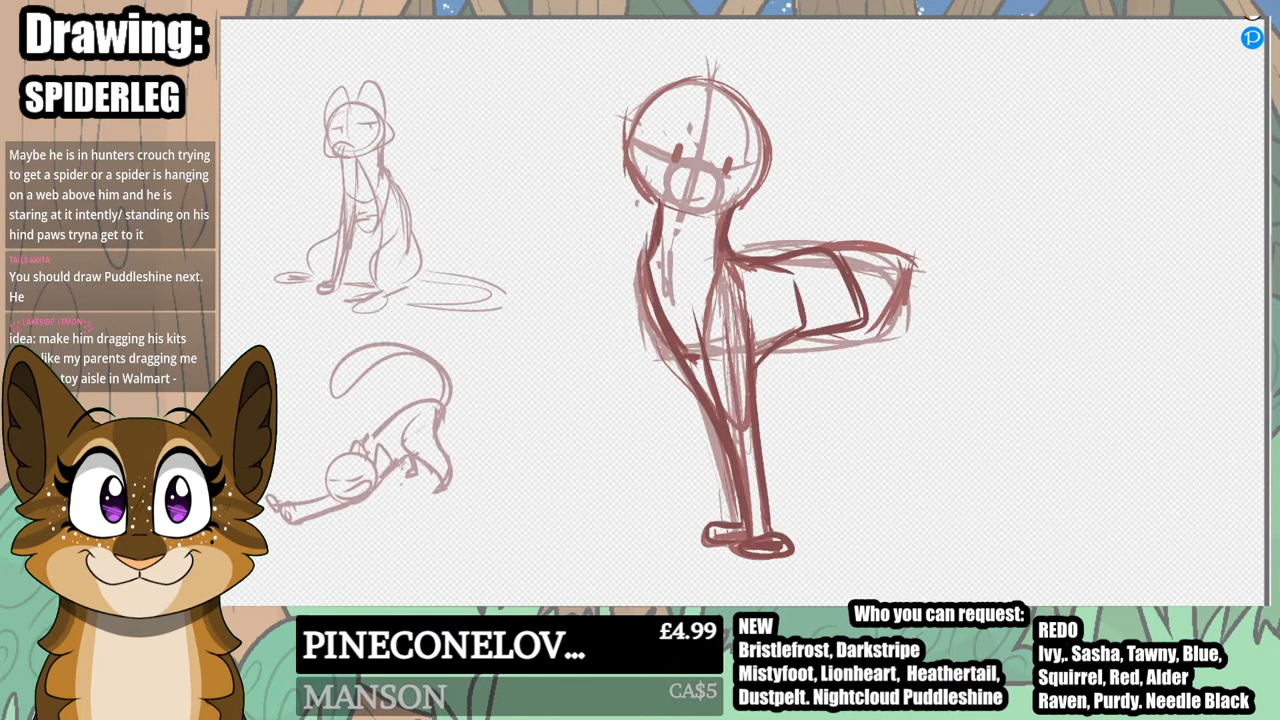 Drawing:
SPIDERLEG
Maybe he is in hunters crouch trying
to get a spider or a spider is hanging
on a web above him and he is
staring at it intently/ standing on his
hind paws tryna get to it
TAILS AKITA
You should draw Puddleshine next.
He
LAKESIDE LEMON
idea: make him dragging his kits
like my parents dragging me
toy aisle in Walmart -
PINECONELOV...
£4.99
MANSON
CA$5
Who you can request:
NEW
Bristlefrost, Darkstripe
Mistyfoot, Lionheart, Heathertail,
Dustpelt. Nightcloud Puddleshine
REDO
Ivy,. Sasha, Tawny, Blue,
Squirrel, Red, Alder
Raven, Purdy. Needle Black